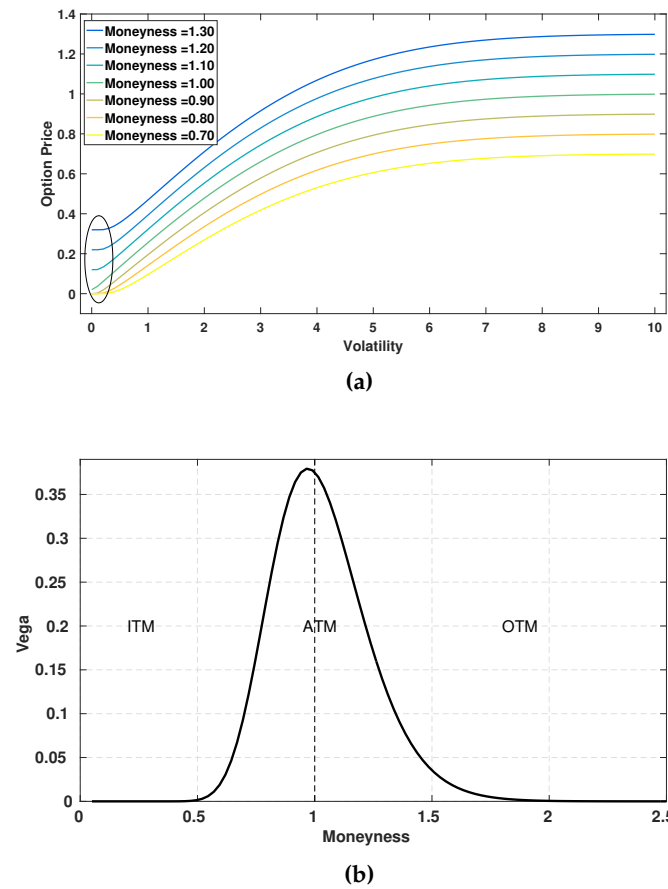 1.4
1.2
1
0.8
0.6
0.4
0.2
0
Option Price
Moneyness =1.30
Moneyness =1.20
Moneyness =1.10
Moneyness =1.00
Moneyness =0.90
Moneyness =0.80
Moneyness =0.70
0 1 2 3 4 5 6 7 8 9 10
Volatility
(a)
0.35
0.3
0.25
0.2
0.15
0.1
0.05
0
Vega
ITM ATM OTM
0 0.5 1 1.5 2 2.5
Moneyness
(b)